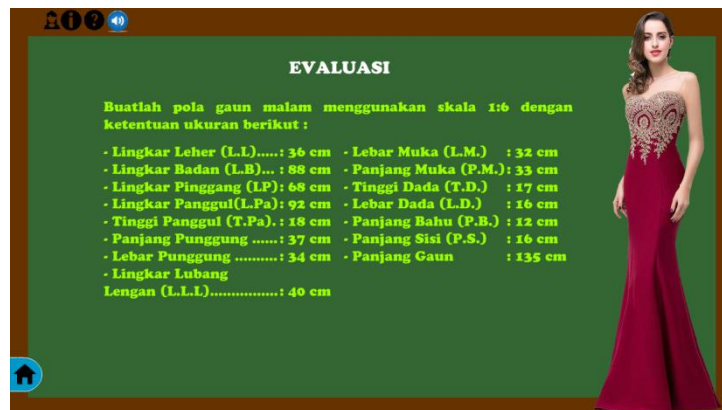 EVALUASI
Buatlah pola gaun malam menggunakan skala 1:6 dengan
ketentuan ukuran berikut :
- Lingkar Leher (L.L).....: 36 cm
- Lingkar Badan (L.B)... : 88 cm
- Lingkar Pinggang (LP): 68 cm
- Lingkar Panggul(L.Pa): 92 cm
- Tinggi Panggul (T.Pa). : 18 cm
- Panjang Punggung ......: 37 cm
- Lebar Punggung ..........: 34 cm
- Lingkar Lubang
Lengan (L.L.L)................: 40 cm
- Lebar Muka (L.M.) : 32 cm
- Panjang Muka (P.M.): 33 cm
- Tinggi Dada (T.D.) : 17 cm
- Lebar Dada (L.D.) : 16 cm
- Panjang Bahu (P.B.) : 12 cm
- Panjang Sisi (P.S.) : 16 cm
- Panjang Gaun : 135 cm